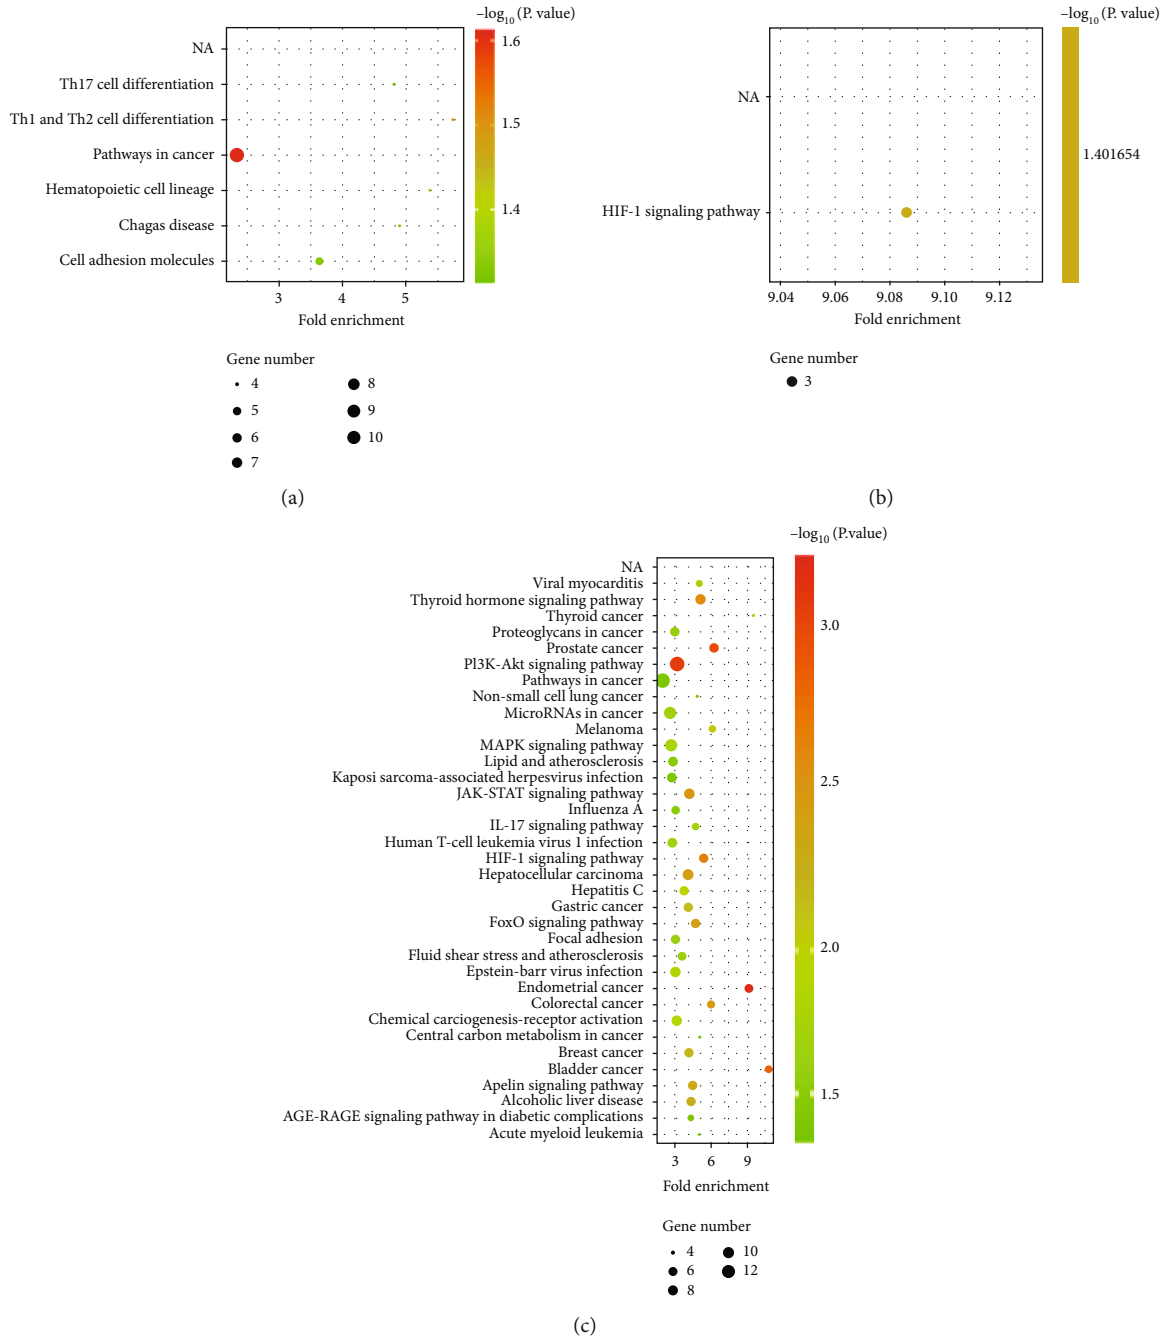 –log10 (P. value)
NA
Th17 cell differentiation
Th1 and Th2 cell differentiation
Pathways in cancer
Hematopoietic cell lineage
Chagas disease
Cell adhesion molecules
1.6
1.5
1.4
3 4 5
Fold enrichment
Gene number
4 8
5 9
6 10
7
(a)
–log10 (P. value)
NA
HIF-1 signaling pathway
1.401654
9.04 9.06 9.08 9.10 9.12
Fold enrichment
Gene number
3
(b)
–log10 (P.value)
NA
Viral myocarditis
Thyroid hormone signaling pathway
Thyroid cancer
Proteoglycans in cancer
Prostate cancer
Pl3K-Akt signaling pathway
Pathways in cancer
Non-small cell lung cancer
MicroRNAs in cancer
Melanoma
MAPK signaling pathway
Lipid and atherosclerosis
Kaposi sarcoma-associated herpesvirus infection
JAK-STAT signaling pathway
Influenza A
IL-17 signaling pathway
Human T-cell leukemia virus 1 infection
HIF-1 signaling pathway
Hepatocellular carcinoma
Hepatitis C
Gastric cancer
FoxO signaling pathway
Focal adhesion
Fluid shear stress and atherosclerosis
Epstein-barr virus infection
Endometrial cancer
Colorectal cancer
Chemical carciogenesis-receptor activation
Central carbon metabolism in cancer
Breast cancer
Bladder cancer
Apelin signaling pathway
Alcoholic liver disease
AGE-RAGE signaling pathway in diabetic complications
Acute myeloid leukemia
3.0
2.5
2.0
1.5
3 6 9
Fold enrichment
Gene number
4 10
6 12
8
(c)